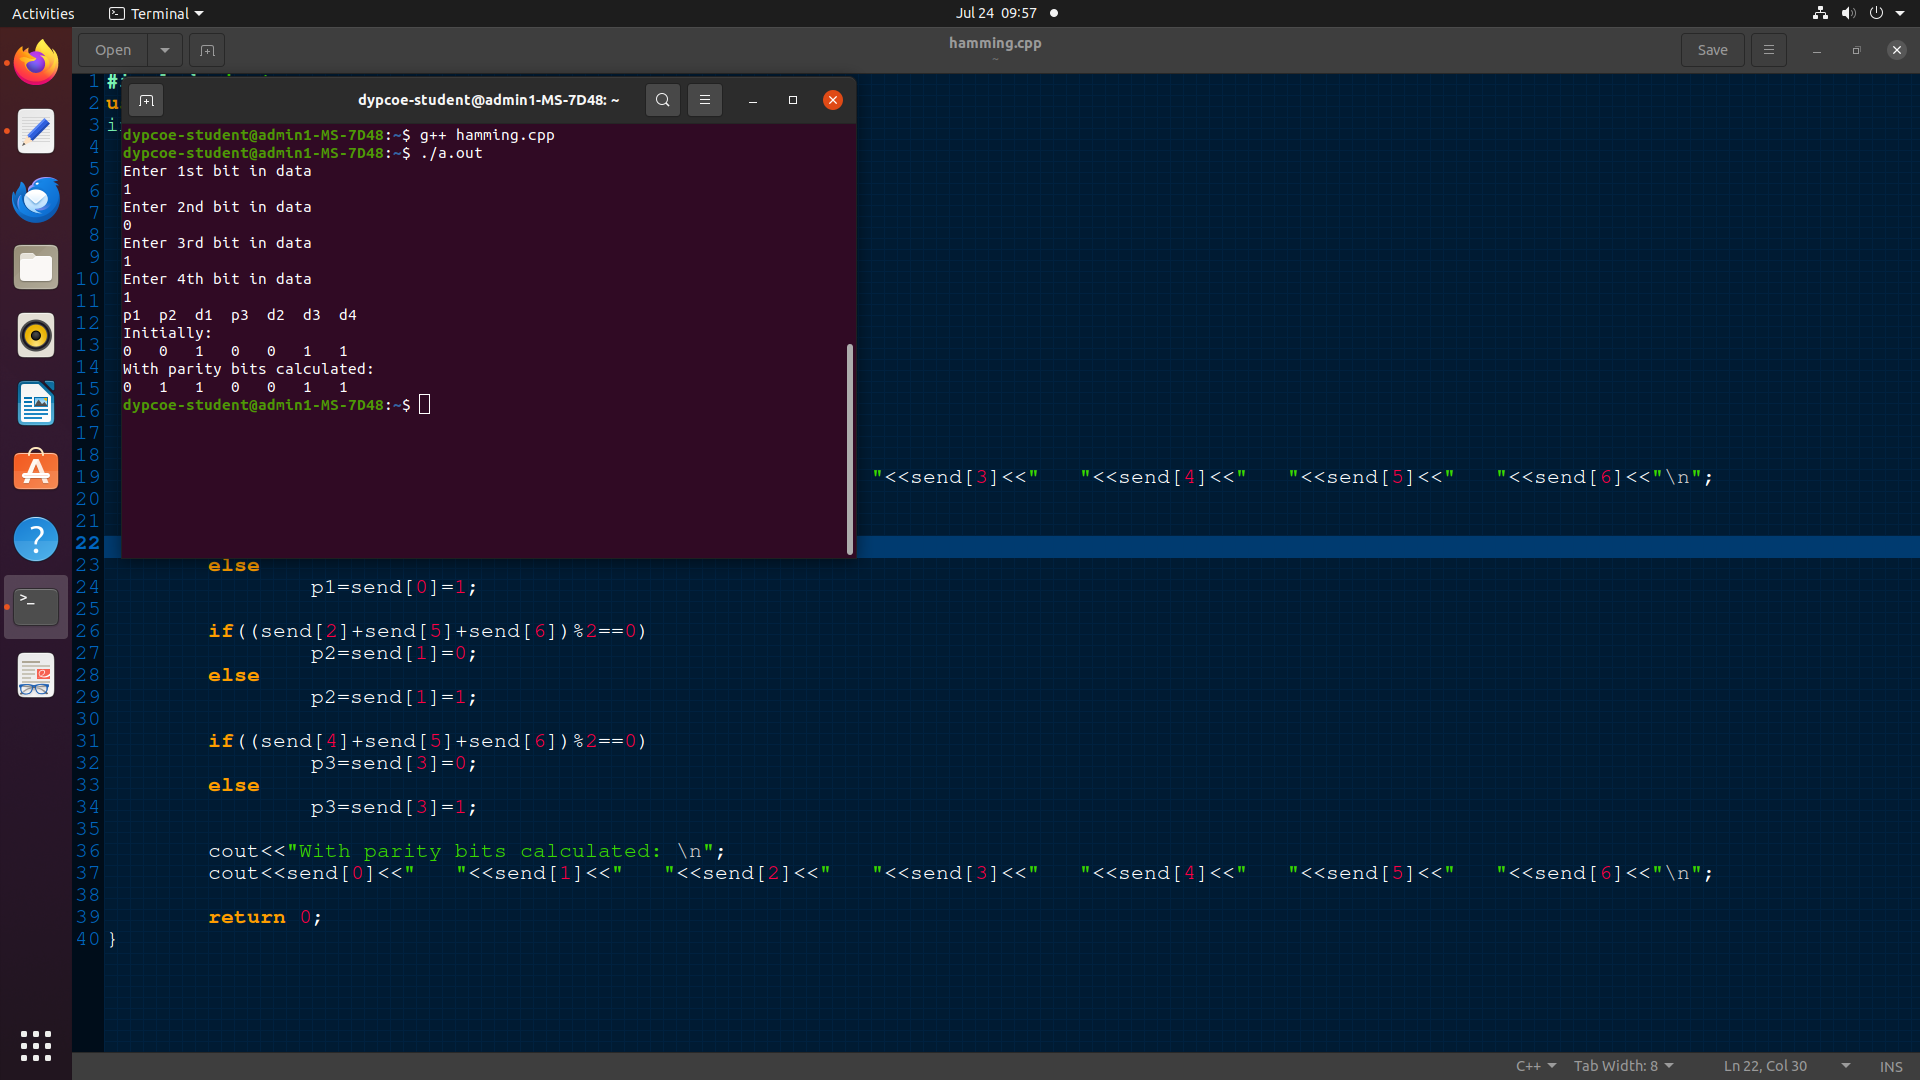 Activities Terminal Jul 24 09:57
Open hamming.cpp Save
~
dypcoe-student@admin1-MS-7D48: ~
dypcoe-student@admin1-MS-7D48:~$ g++ hamming.cpp
dypcoe-student@admin1-MS-7D48:~$ ./a.out
Enter 1st bit in data
1
Enter 2nd bit in data
0
Enter 3rd bit in data
1
Enter 4th bit in data
1
p1 p2 d1 p3 d2 d3 d4
Initially:
0 0 1 0 0 1 1
With parity bits calculated:
0 1 1 0 0 1 1
dypcoe-student@admin1-MS-7D48:~$
1
2 u
3 i
4
5
6
7
8
9
10
11
12
13
14
15
16
17
18
19 "<<send[3]<<" "<<send[4]<<" "<<send[5]<<" "<<send[6]<<"\n";
20
21
22
23 else
24 p1=send[0]=1;
25
26 if((send[2]+send[5]+send[6])%2==0)
27 p2=send[1]=0;
28 else
29 p2=send[1]=1;
30
31 if((send[4]+send[5]+send[6])%2==0)
32 p3=send[3]=0;
33 else
34 p3=send[3]=1;
35
36 cout<<"With parity bits calculated: \n";
37 cout<<send[0]<<" "<<send[1]<<" "<<send[2]<<" "<<send[3]<<" "<<send[4]<<" "<<send[5]<<" "<<send[6]<<"\n";
38
39 return 0;
40 }
C++ Tab Width: 8 Ln 22, Col 30 INS